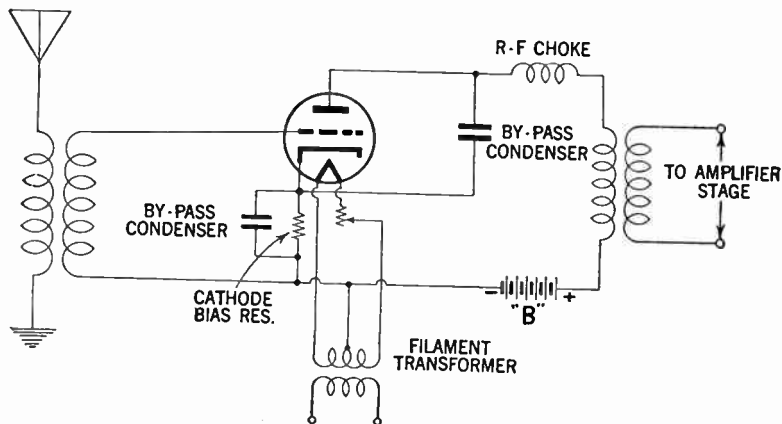 R-F CHOKE
BY-PASS
CONDENSER
TO AMPLIFIER
STAGE
BY-PASS
CONDENSER
CATHODE
BIAS RES.
- "B" +
FILAMENT
TRANSFORMER